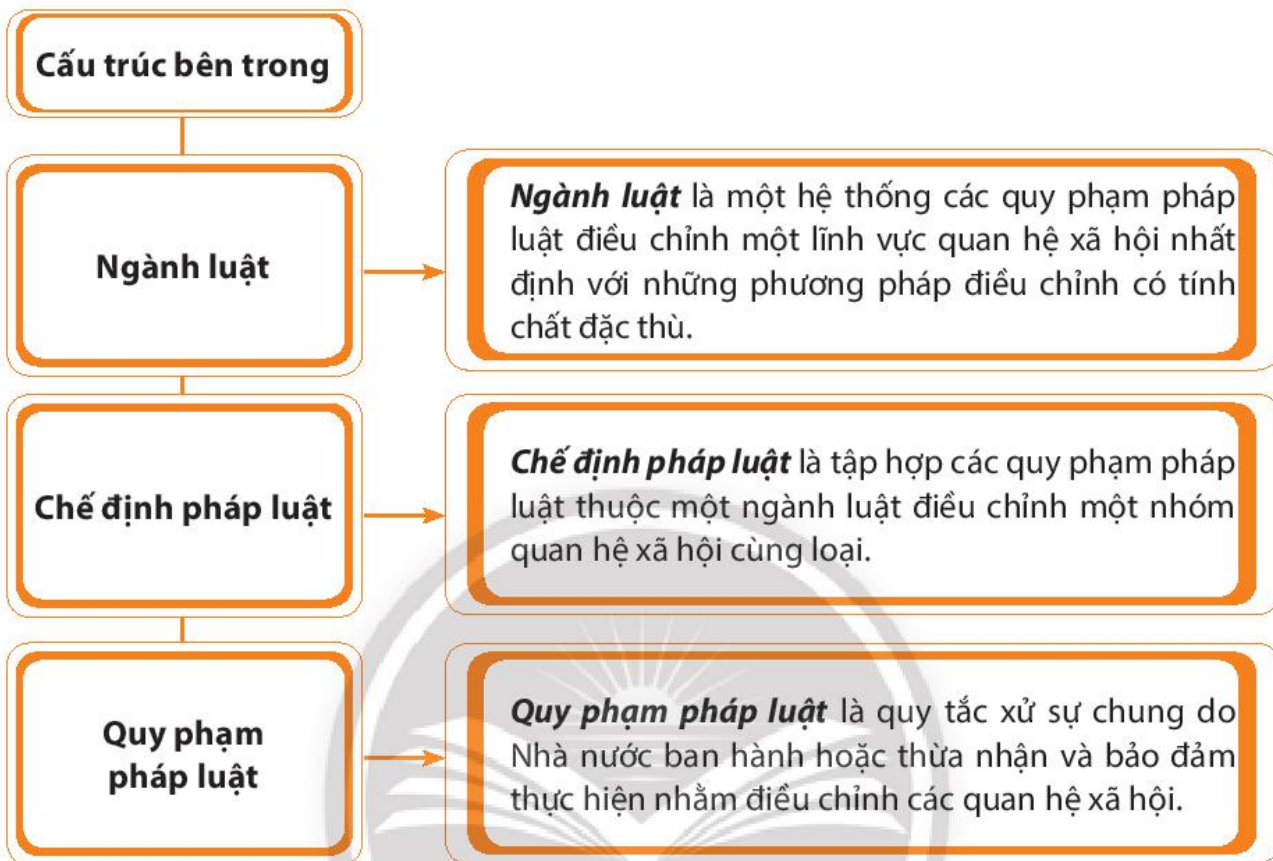 Cấu trúc bên trong
Ngành luật
Ngành luật là một hệ thống các quy phạm pháp
luật điều chỉnh một lĩnh vực quan hệ xã hội nhất
định với những phương pháp điều chỉnh có tính
chất đặc thù.
Chế định pháp luật
Chế định pháp luật là tập hợp các quy phạm pháp
luật thuộc một ngành luật điều chỉnh một nhóm
quan hệ xã hội cùng loại.
Quy phạm
pháp luật
Quy phạm pháp luật là quy tắc xử sự chung do
Nhà nước ban hành hoặc thừa nhận và bảo đảm
thực hiện nhằm điều chỉnh các quan hệ xã hội.